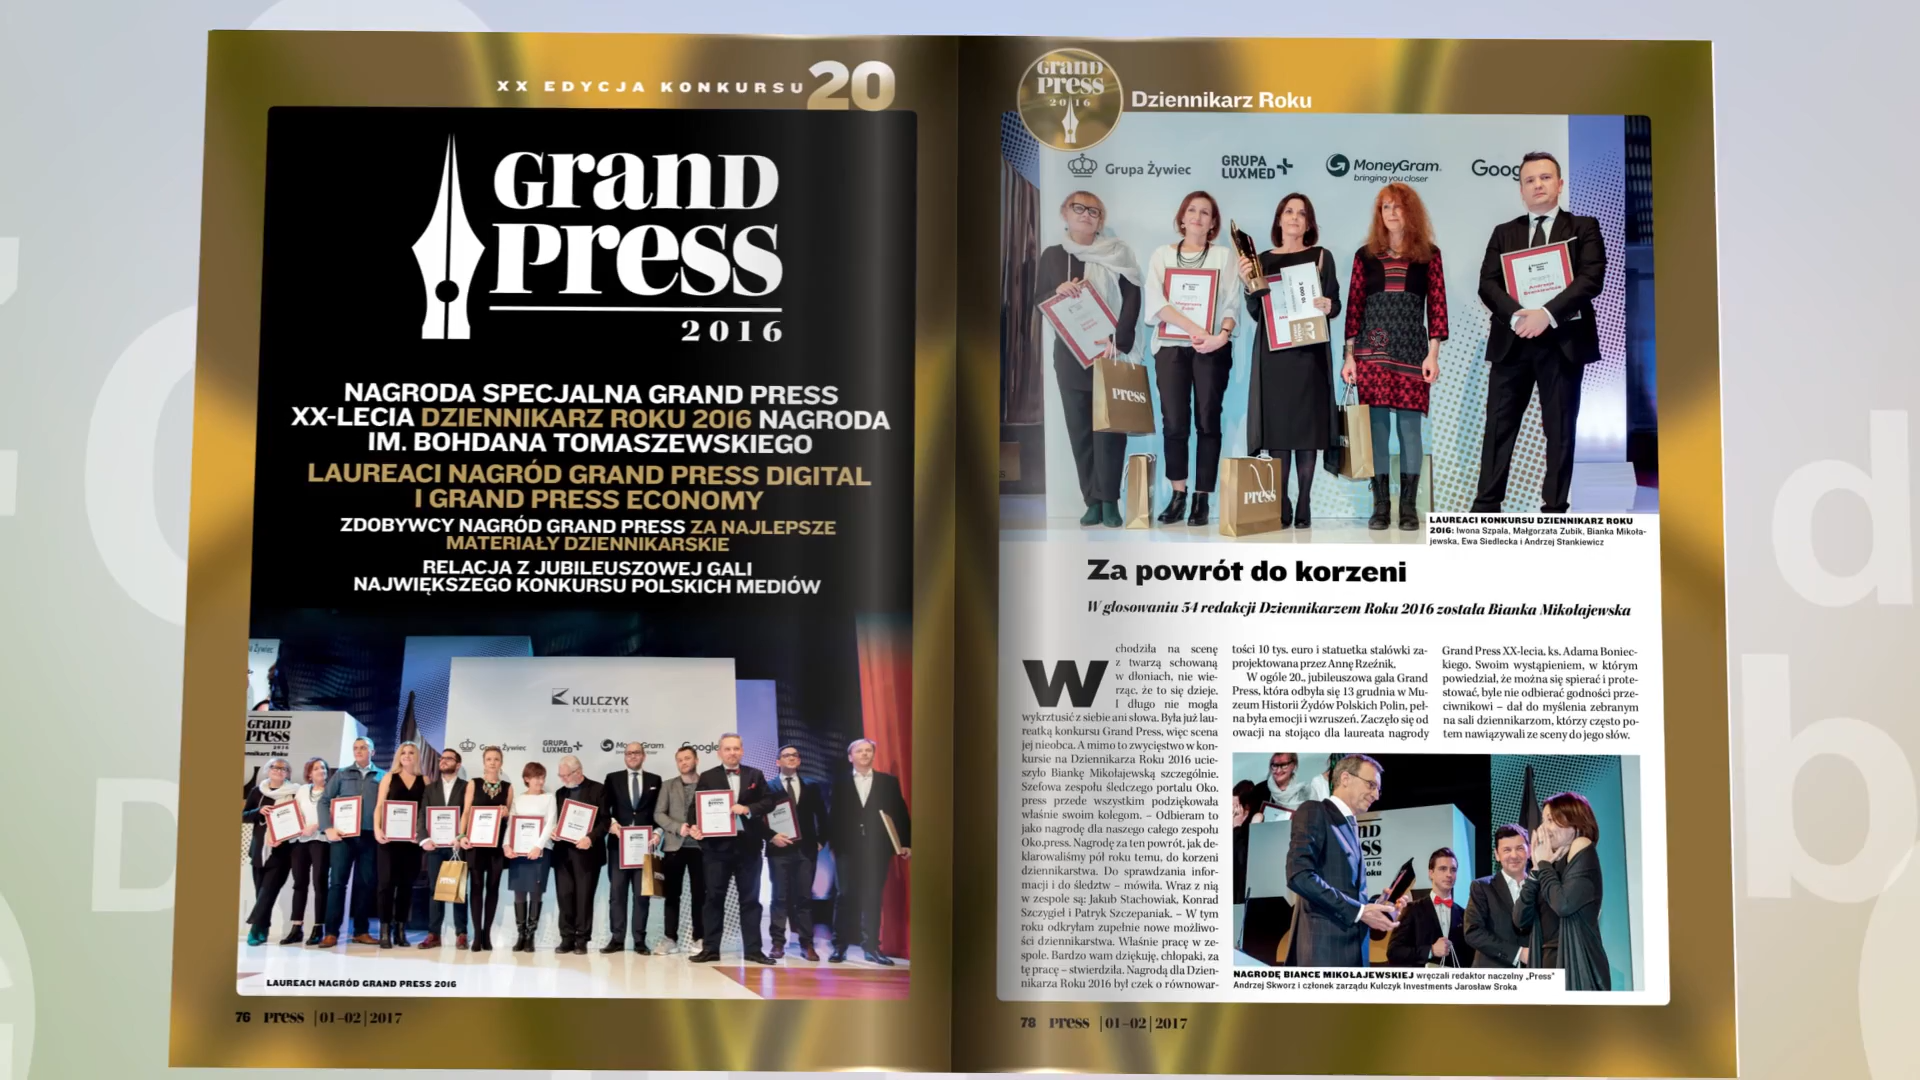 XX EDYCJA KONKURSU 20
Grand
Press
2016
NAGRODA SPECJALNA GRAND PRESS
XX-LECIA DZIENNIKARZ ROKU 2016 NAGRODA
IM. BOHDANA TOMASZEWSKIEGO
LAUREACI NAGRÓD GRAND PRESS DIGITAL
I GRAND PRESS ECONOMY
ZDOBYWCY NAGRÓD GRAND PRESS ZA NAJLEPSZE
MATERIAŁY DZIENNIKARSKIE
RELACJA Z JUBILEUSZOWEJ GALI
NAJWIĘKSZEGO KONKURSU POLSKICH MEDIÓW
KULCZYK
INVESTMENTS
Grupa Żywiec
GRUPA
LUXMED
MoneyGram
Google
LAUREACI NAGRÓD GRAND PRESS 2016
76 Press |01–02|2017
Grand
Press
2016
Dziennikarz Roku
Grupa Żywiec
GRUPA
LUXMED
MoneyGram
bringing you closer
Goog
Press
Press
LAUREACI KONKURSU DZIENNIKARZ ROKU
2016: Iwona Szpala, Małgorzata Zubik, Bianka Mikoła-
jewska, Ewa Siedlecka i Andrzej Stankiewicz
Za powrót do korzeni
W głosowaniu 54 redakcji Dziennikarzem Roku 2016 została Bianka Mikołajewska
Wchodziła na scenę
z twarzą schowaną
w dłoniach, nie wie-
rząc, że to się dzieje.
I długo nie mogła
wykrztusić z siebie ani słowa. Była już lau-
reatką konkursu Grand Press, więc scena
jej nieobca. A mimo to zwycięstwo w kon-
kursie na Dziennikarza Roku 2016 ucie-
szyło Biankę Mikołajewską szczególnie.
Szefowa zespołu śledczego portalu Oko.
press przede wszystkim podziękowała
właśnie swoim kolegom. – Odbieram to
jako nagrodę dla naszego całego zespołu
Oko.press. Nagrodę za ten powrót, jak de-
klarowaliśmy pół roku temu, do korzeni
dziennikarstwa. Do sprawdzania infor-
macji i do śledztw – mówiła. Wraz z nią
w zespole są: Jakub Stachowiak, Konrad
Szczygieł i Patryk Szczepaniak. – W tym
roku odkryłam zupełnie nowe możliwo-
ści dziennikarstwa. Właśnie pracę w ze-
spole. Bardzo wam dziękuję, chłopaki, za
tę pracę – stwierdziła. Nagrodą dla Dzien-
nikarza Roku 2016 był czek o równowar-
tości 10 tys. euro i statuetka stalówki za-
projektowana przez Annę Rzeźnik.
W ogóle 20., jubileuszowa gala Grand
Press, która odbyła się 13 grudnia w Mu-
zeum Historii Żydów Polskich Polin, peł-
na była emocji i wzruszeń. Zaczęło się od
owacji na stojąco dla laureata nagrody
Grand Press XX-lecia, ks. Adama Boniec-
kiego. Swoim wystąpieniem, w którym
powiedział, że można się spierać i prote-
stować, byle nie odbierać godności prze-
ciwnikowi – dał do myślenia zebranym
na sali dziennikarzom, którzy często po-
tem nawiązywali ze sceny do jego słów.
NAGRODĘ BIANCE MIKOŁAJEWSKIEJ wręczali redaktor naczelny „Press”
Andrzej Skworz i członek zarządu Kulczyk Investments Jarosław Sroka
78 Press |01–02|2017